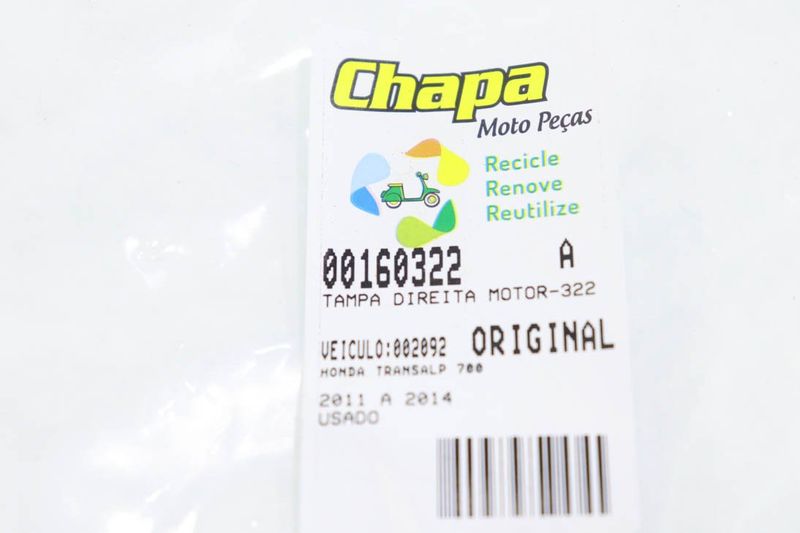 Chapa
Moto Peças
Recicle
Renove
Reutilize
00160322 A
TAMPA DIREITA MOTOR-322
VEICULO:002092 ORIGINAL
HONDA TRANSALP 700
2011 A 2014
USADO